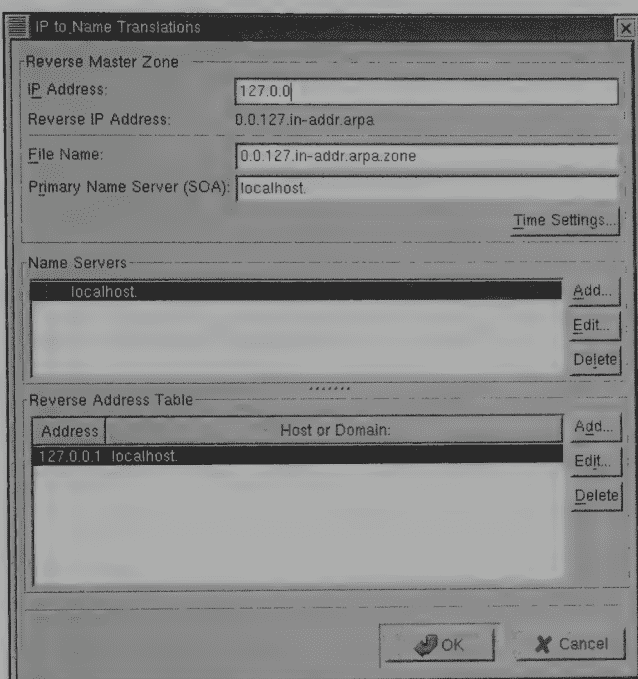 IP to Name Translations
Reverse Master Zone
IP Address: 127.0.0
Reverse IP Address: 0.0.127.in-addr.arpa
File Name: 0.0.127.in-addr.arpa.zone
Primary Name Server (SOA): localhost.
Time Settings...
Name Servers
localhost. Add...
Edit...
Delete
Reverse Address Table
Address Host or Domain: Add...
127.0.0.1 localhost. Edit...
Delete
OK Cancel